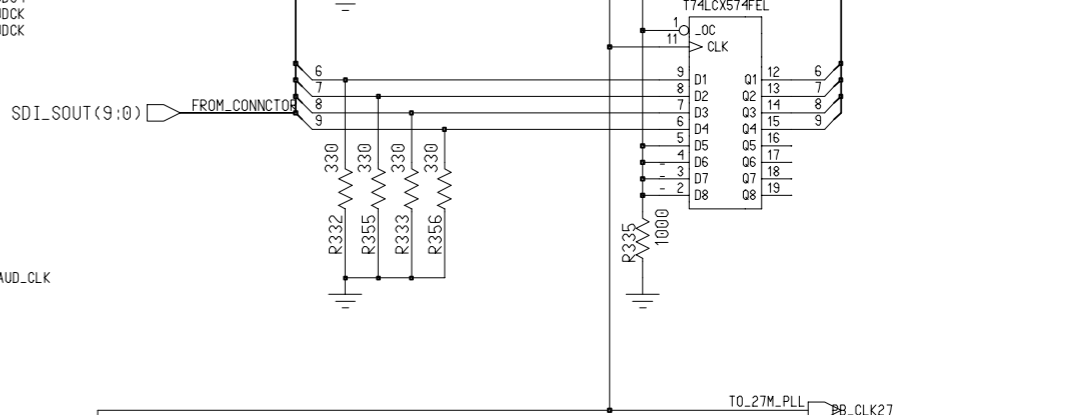 UDCK
UDCK
T74LCX574FEL
1 _OC
11 CLK
6 9 D1 Q1 12 6
7 8 D2 Q2 13 7
SDI_SOUT(9:0) FROM_CONNCTOR 8 7 D3 Q3 14 8
9 6 D4 Q4 15 9
5 D5 Q5 16
4 D6 Q6 17
3 D7 Q7 18
2 D8 Q8 19
330 330 330 330
R332 R355 R333 R356
R335 1000
AUD_CLK
TO_27M_PLL PB_CLK27